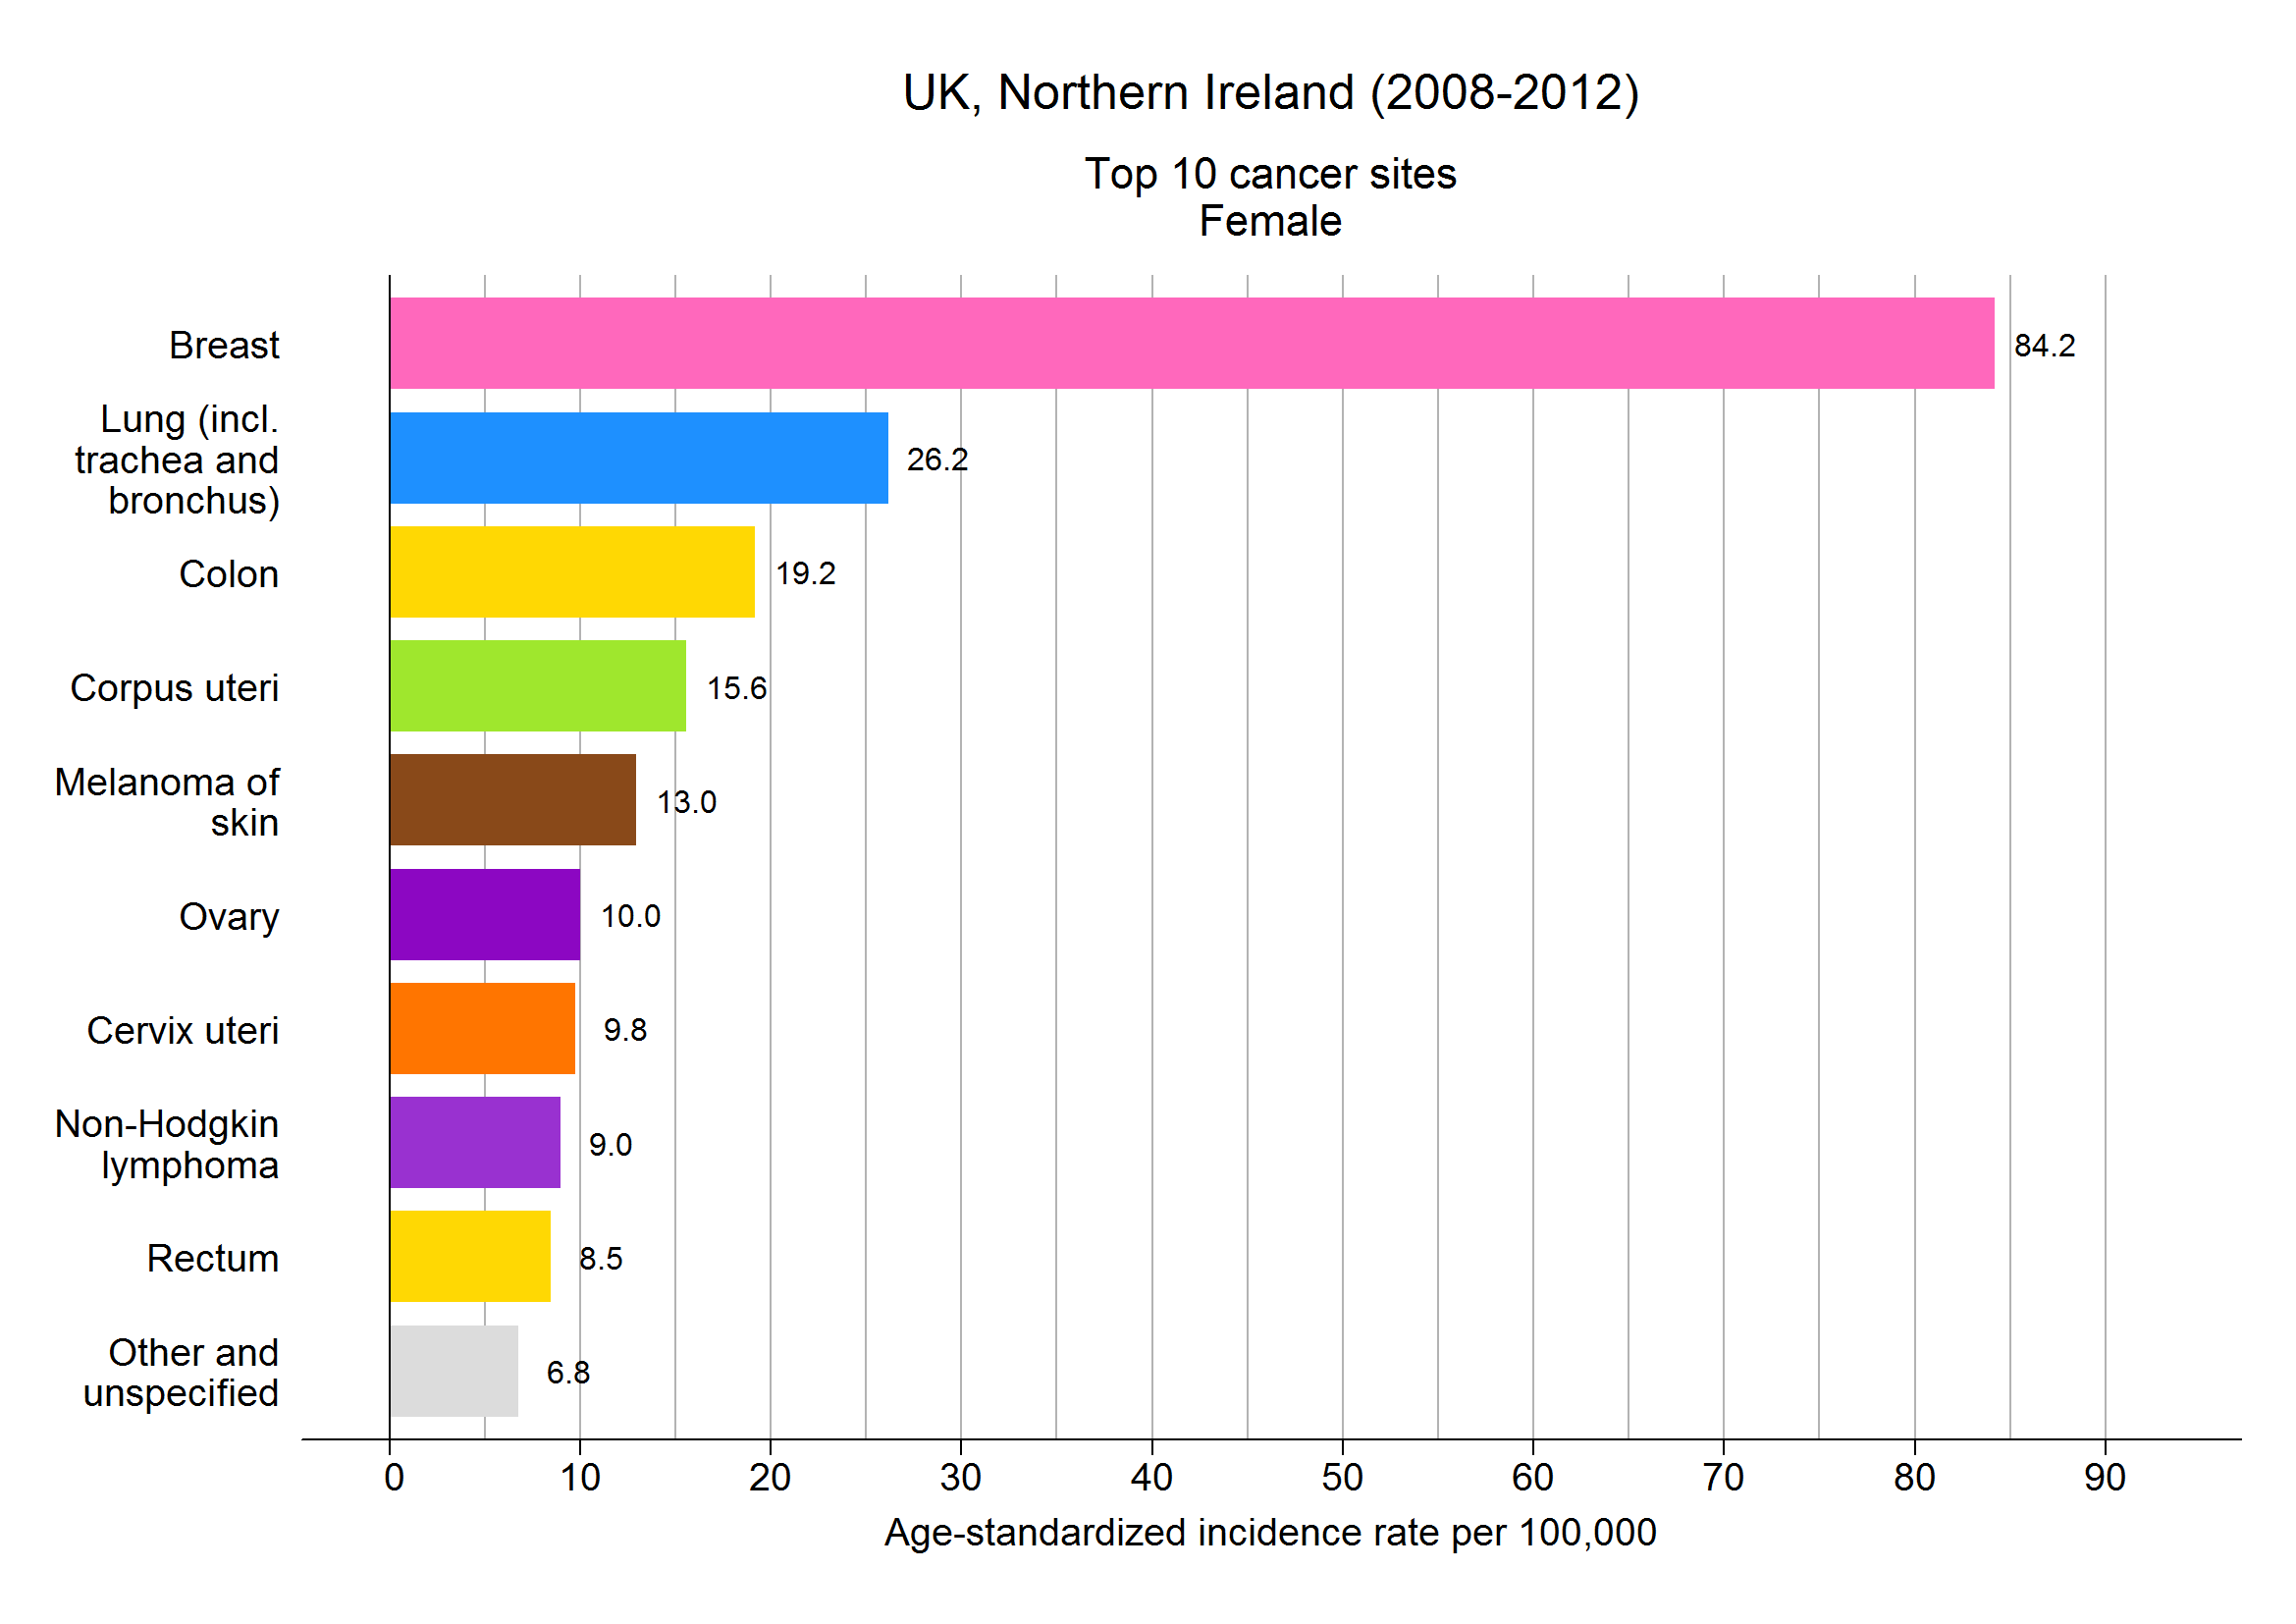 UK, Northern Ireland (2008-2012)
Top 10 cancer sites
Female
Breast
84.2
Lung (incl.
trachea and
bronchus)
26.2
Colon
19.2
Corpus uteri
15.6
Melanoma of
skin
13.0
Ovary
10.0
Cervix uteri
9.8
Non-Hodgkin
lymphoma
9.0
Rectum
8.5
Other and
unspecified
6.8
0 10 20 30 40 50 60 70 80 90
Age-standardized incidence rate per 100,000